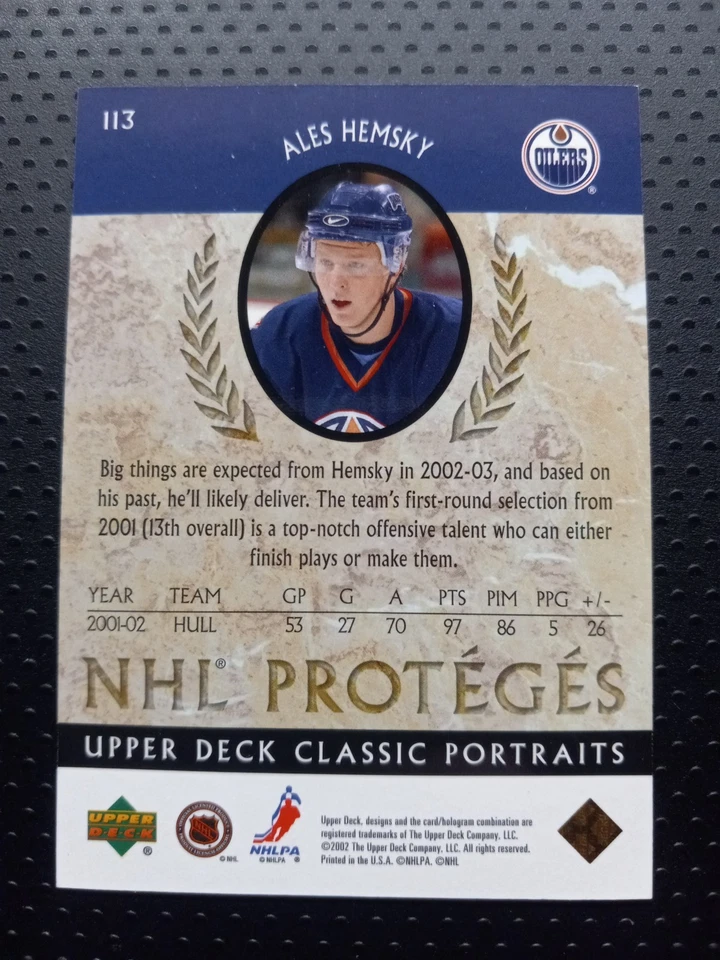 113
ALES HEMSKY
OILERS
®
Big things are expected from Hemsky in 2002-03, and based on
his past, he'll likely deliver. The team's first-round selection from
2001 (13th overall) is a top-notch offensive talent who can either
finish plays or make them.
YEAR TEAM GP G A PTS PIM PPG +/-
2001-02 HULL 53 27 70 97 86 5 26
NHL® PROTÉGÉS
UPPER DECK CLASSIC PORTRAITS
UPPER
DECK
®
NHL
© NHL
NHLPA
© NHLPA
Upper Deck, designs and the card/hologram combination are
registered trademarks of The Upper Deck Company, LLC.
©2002 The Upper Deck Company, LLC. All rights reserved.
Printed in the U.S.A. ©NHLPA. ©NHL